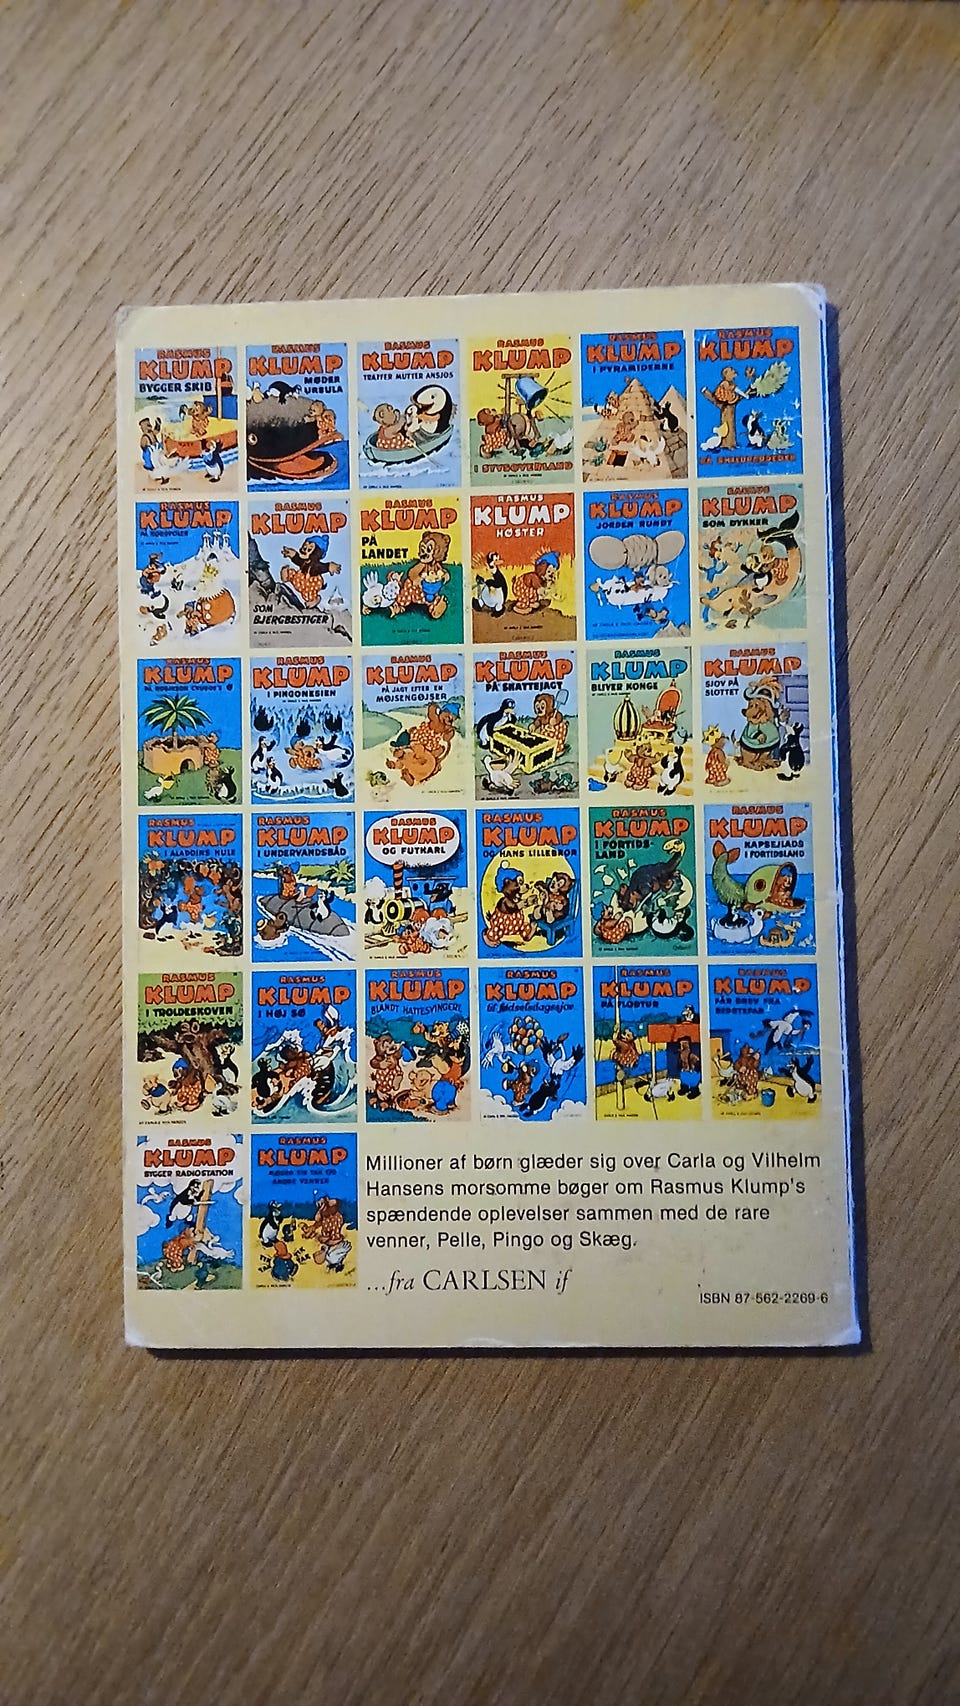 RASMUS
KLUMP
BYGGER SKIB
RASMUS
KLUMP
MØDER
URSULA
RASMUS
KLUMP
TRÆFFER MUTTER ANSJOS
RASMUS
KLUMP
I SYVSOVERLAND
RASMUS
KLUMP
I PYRAMIDERNE
RASMUS
KLUMP
RASMUS
KLUMP
PÅ NORDPOLEN
RASMUS
KLUMP
SOM
BJERGBESTIGER
RASMUS
KLUMP
PÅ
LANDET
RASMUS
KLUMP
HØSTER
RASMUS
KLUMP
JORDEN RUNDT
RASMUS
KLUMP
SOM DYKKER
RASMUS
KLUMP
PÅ ROBINSON CRUSOE'S Ø
RASMUS
KLUMP
I PINGONESIEN
RASMUS
KLUMP
PÅ JAGT EFTER EN
MØJSENGØJSER
RASMUS
KLUMP
PÅ SKATTEJAGT
RASMUS
KLUMP
BLIVER KONGE
RASMUS
KLUMP
SJOV PÅ
SLOTTET
RASMUS
KLUMP
I ALADDINS HULE
RASMUS
KLUMP
I UNDERVANDSBÅD
RASMUS
KLUMP
OG FUTKARL
RASMUS
KLUMP
OG HANS LILLEBROR
RASMUS
KLUMP
I FORTIDS-
LAND
RASMUS
KLUMP
KAPSEJLADS
I FORTIDSLAND
RASMUS
KLUMP
I TROLDESKOVEN
RASMUS
KLUMP
I HØJ SØ
RASMUS
KLUMP
BLANDT HATTESVINGERE
RASMUS
KLUMP
til fødselsdagssjov
RASMUS
KLUMP
PÅ FLODTUR
RASMUS
KLUMP
FÅR BREV FRA
BEDSTEFAR
RASMUS
KLUMP
BYGGER RADIOSTATION
RASMUS
KLUMP
ANDRE VENNER
Millioner af børn glæder sig over Carla og Vilhelm
Hansens morsomme bøger om Rasmus Klump's
spændende oplevelser sammen med de rare
venner, Pelle, Pingo og Skæg.
...fra CARLSEN if
ISBN 87-562-2269-6